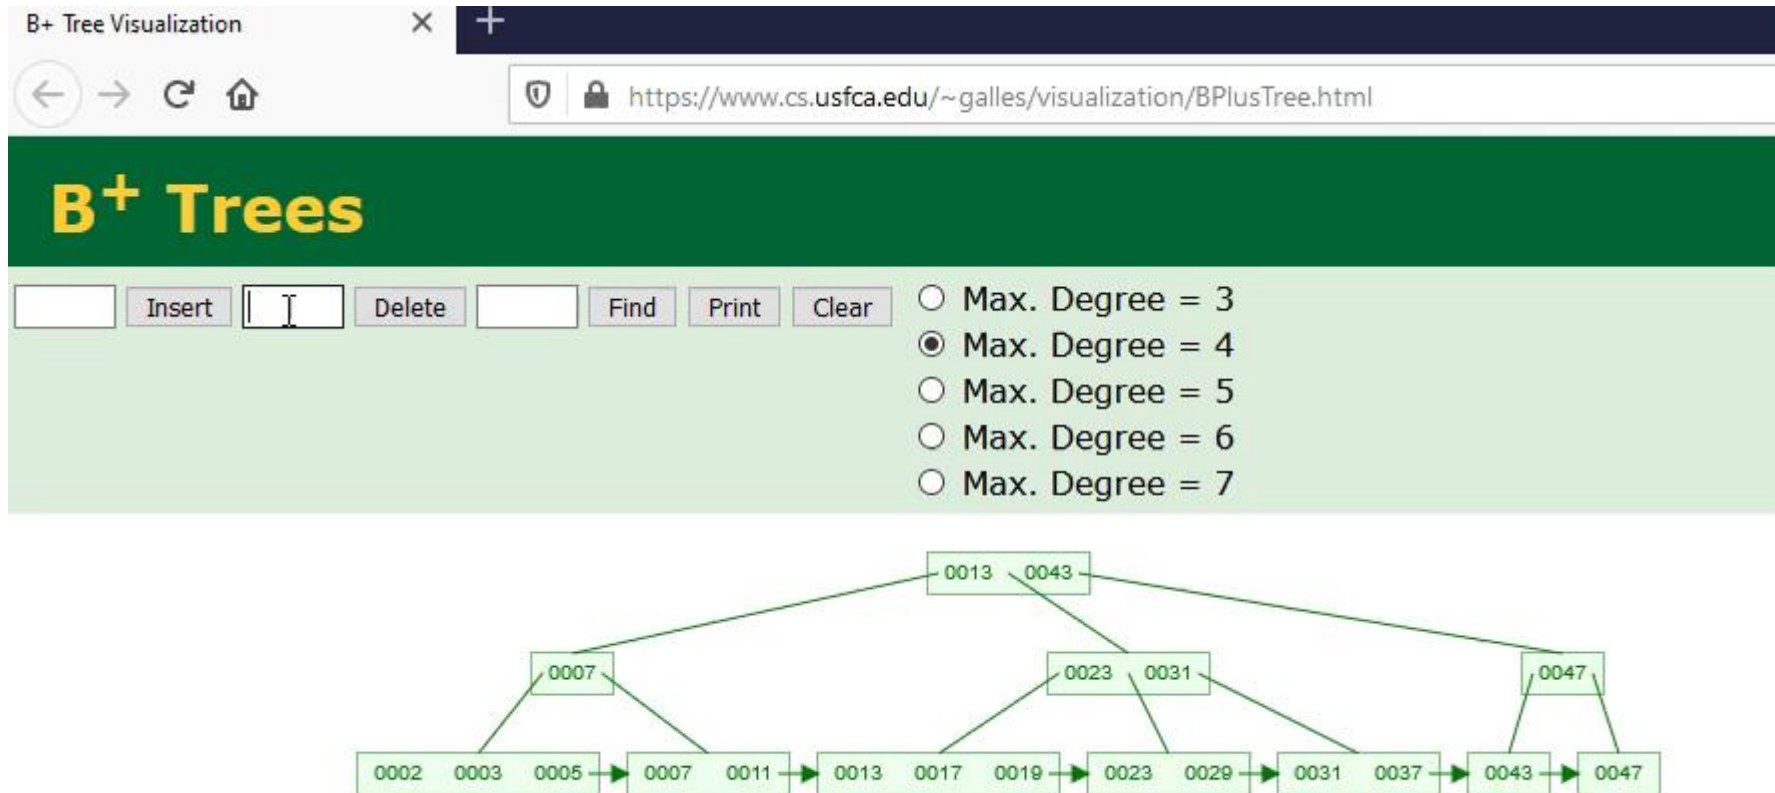 B+ Tree Visualization
https://www.cs.usfca.edu/~galles/visualization/BPlusTree.html
B+ Trees
Insert Delete Find Print Clear
Max. Degree = 3
Max. Degree = 4
Max. Degree = 5
Max. Degree = 6
Max. Degree = 7
0013 0043
0007 0023 0031 0047
0002 0003 0005 0007 0011 0013 0017 0019 0023 0029 0031 0037 0043 0047